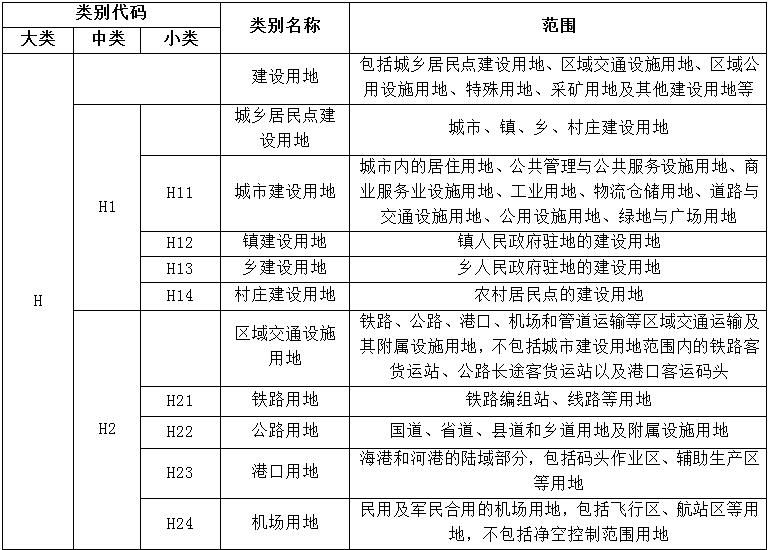 类别代码
类别名称
范围
大类
中类
小类
H
建设用地
包括城乡居民点建设用地、区域交通设施用地、区域公
用设施用地、特殊用地、采矿用地及其他建设用地等
H1
城乡居民点建
设用地
城市、镇、乡、村庄建设用地
H11
城市建设用地
城市内的居住用地、公共管理与公共服务设施用地、商
业服务业设施用地、工业用地、物流仓储用地、道路与
交通设施用地、公用设施用地、绿地与广场用地
H12
镇建设用地
镇人民政府驻地的建设用地
H13
乡建设用地
乡人民政府驻地的建设用地
H14
村庄建设用地
农村居民点的建设用地
H2
区域交通设施
用地
铁路、公路、港口、机场和管道运输等区域交通运输及
其附属设施用地，不包括城市建设用地范围内的铁路客
货运站、公路长途客货运站以及港口客运码头
H21
铁路用地
铁路编组站、线路等用地
H22
公路用地
国道、省道、县道和乡道用地及附属设施用地
H23
港口用地
海港和河港的陆域部分，包括码头作业区、辅助生产区
等用地
H24
机场用地
民用及军民合用的机场用地，包括飞行区、航站区等用
地，不包括净空控制范围用地